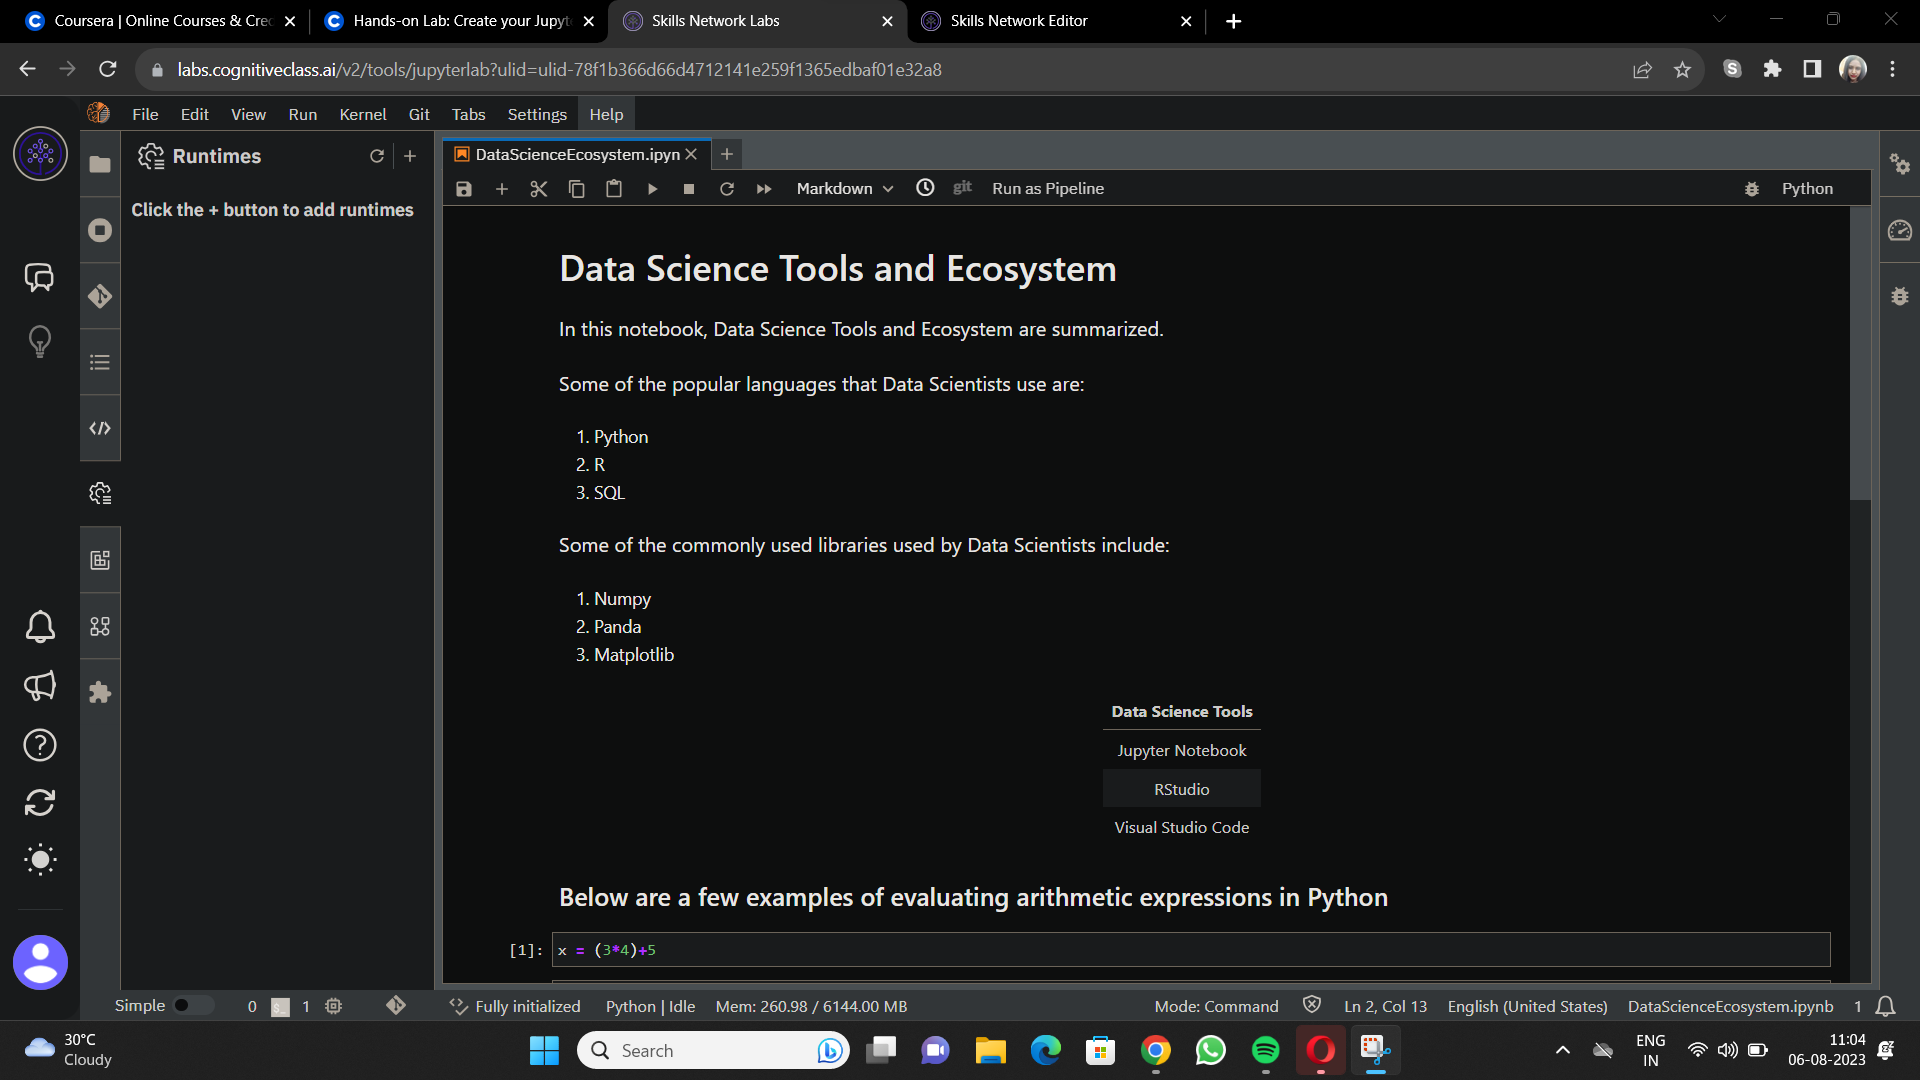 Coursera | Online Courses & Cre
Hands-on Lab: Create your Jupyt
Skills Network Labs
Skills Network Editor
labs.cognitiveclass.ai/v2/tools/jupyterlab?ulid=ulid-78f1b366d66d4712141e259f1365edbaf01e32a8
File Edit View Run Kernel Git Tabs Settings Help
Runtimes
Click the + button to add runtimes
DataScienceEcosystem.ipyn
Markdown
git
Run as Pipeline
Python
Data Science Tools and Ecosystem
In this notebook, Data Science Tools and Ecosystem are summarized.
Some of the popular languages that Data Scientists use are:
1. Python
2. R
3. SQL
Some of the commonly used libraries used by Data Scientists include:
1. Numpy
2. Panda
3. Matplotlib
Data Science Tools
Jupyter Notebook
RStudio
Visual Studio Code
Below are a few examples of evaluating arithmetic expressions in Python
[1]: x = (3*4)+5
Simple 0 1 Fully initialized Python | Idle Mem: 260.98 / 6144.00 MB Mode: Command Ln 2, Col 13 English (United States) DataScienceEcosystem.ipynb 1
30°C
Cloudy
Search
ENG
IN
11:04
06-08-2023